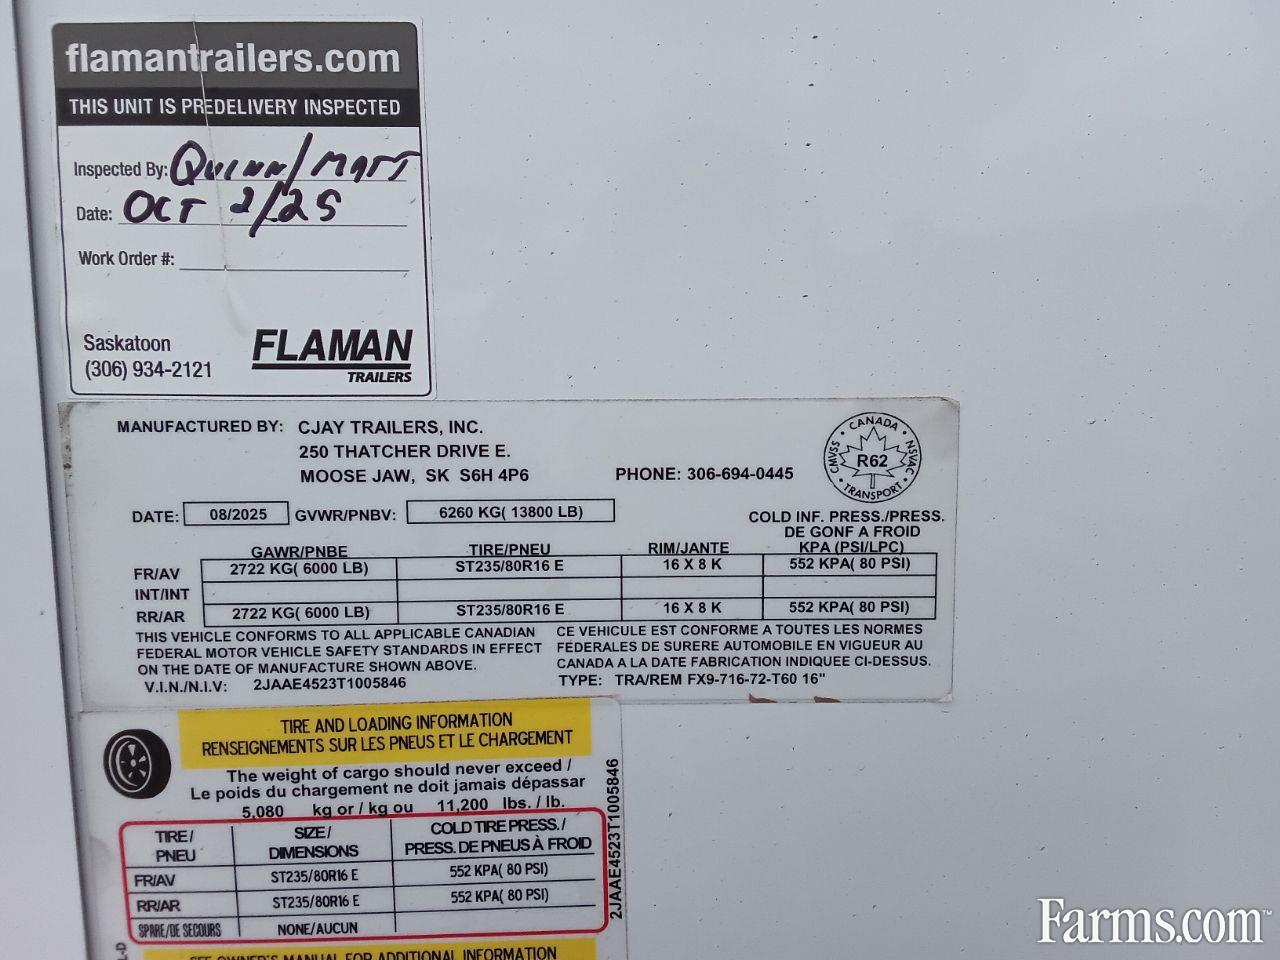 flamantrailers.com
THIS UNIT IS PREDELIVERY INSPECTED
Inspected By: Quinn/Matt
Date: Oct 2/25
Work Order #:
Saskatoon
(306) 934-2121
FLAMAN
TRAILERS
MANUFACTURED BY: CJAY TRAILERS, INC.
250 THATCHER DRIVE E.
MOOSE JAW, SK S6H 4P6 PHONE: 306-694-0445
CANADA
CMVSS R62 NSVAC
TRANSPORT
DATE: 08/2025 GVWR/PNBV: 6260 KG( 13800 LB)
COLD INF. PRESS./PRESS.
DE GONF A FROID
GAWR/PNBE TIRE/PNEU RIM/JANTE KPA (PSI/LPC)
FR/AV 2722 KG( 6000 LB) ST235/80R16 E 16 X 8 K 552 KPA( 80 PSI)
INT/INT
RR/AR 2722 KG( 6000 LB) ST235/80R16 E 16 X 8 K 552 KPA( 80 PSI)
THIS VEHICLE CONFORMS TO ALL APPLICABLE CANADIAN
FEDERAL MOTOR VEHICLE SAFETY STANDARDS IN EFFECT
ON THE DATE OF MANUFACTURE SHOWN ABOVE.
CE VEHICULE EST CONFORME A TOUTES LES NORMES
FEDERALES DE SURERE AUTOMOBILE EN VIGUEUR AU
CANADA A LA DATE FABRICATION INDIQUEE CI-DESSUS.
V.I.N./N.I.V: 2JAAE4523T1005846 TYPE: TRA/REM FX9-716-72-T60 16"
TIRE AND LOADING INFORMATION
RENSEIGNEMENTS SUR LES PNEUS ET LE CHARGEMENT
The weight of cargo should never exceed /
Le poids du chargement ne doit jamais dépassar
5,080 kg or / kg ou 11,200 lbs. / lb.
TIRE/ SIZE/ COLD TIRE PRESS./
PNEU DIMENSIONS PRESS. DE PNEUS À FROID
FR/AV ST235/80R16 E 552 KPA( 80 PSI)
RR/AR ST235/80R16 E 552 KPA( 80 PSI)
SPARE/DE SECOURS NONE/AUCUN
2JAAE4523T1005846
SEE OWNER'S MANUAL FOR ADDITIONAL INFORMATION
L-D
Farms.com